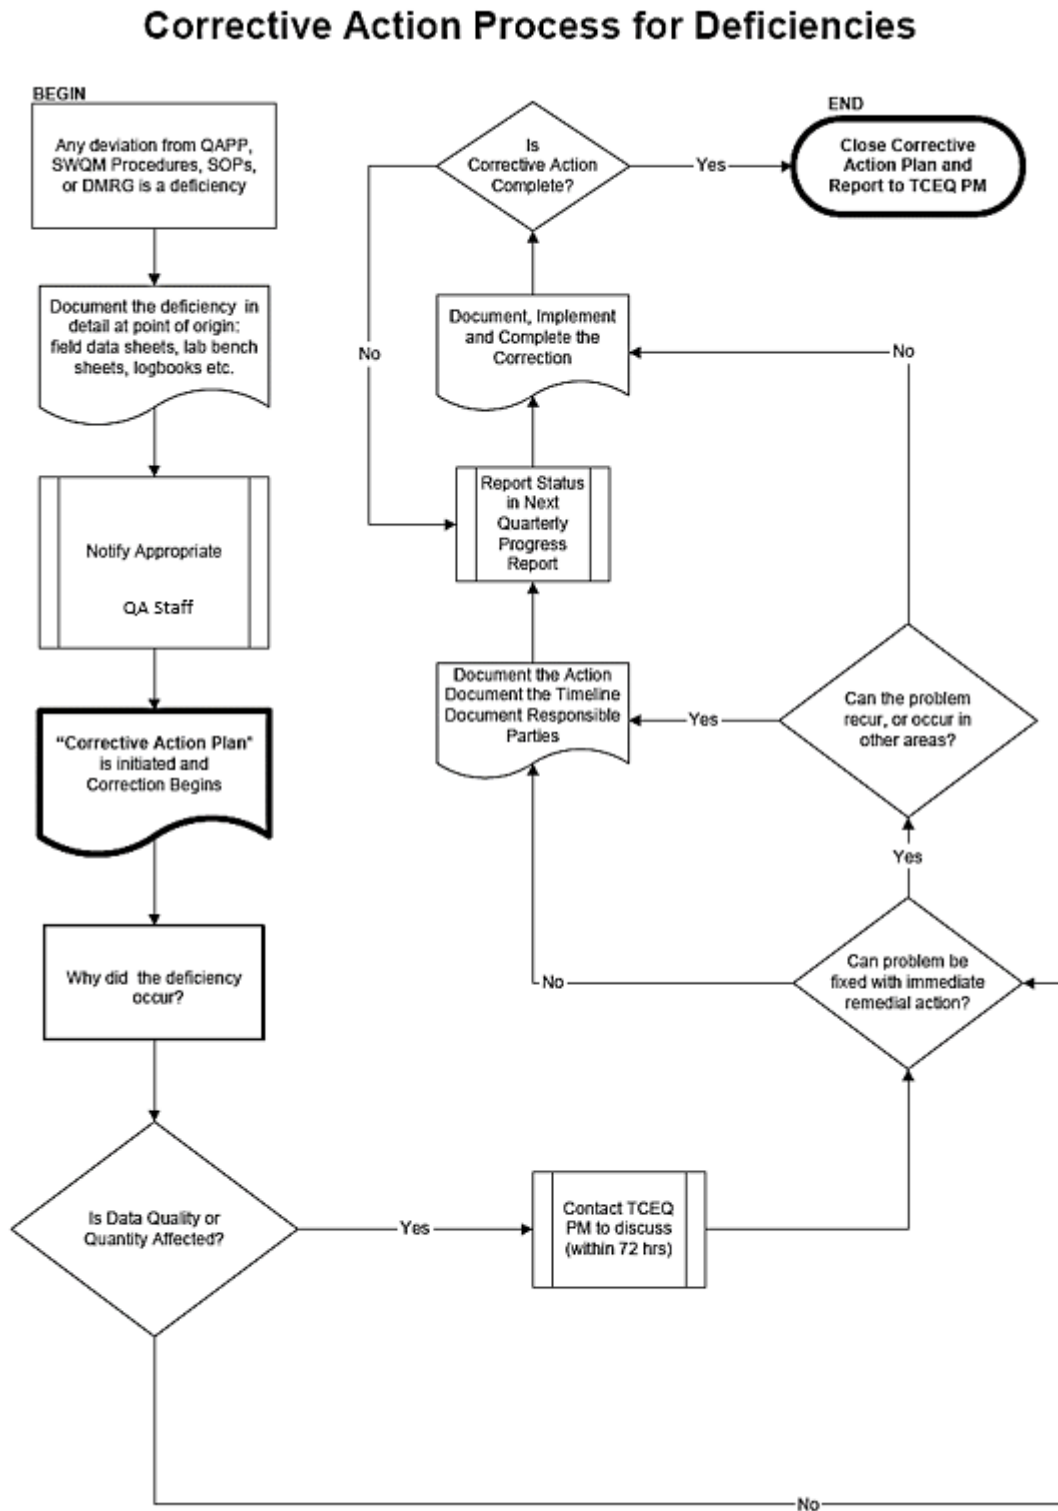 Corrective Action Process for Deficiencies
BEGIN
Any deviation from QAPP,
SWQM Procedures, SOPs,
or DMRG is a deficiency
Document the deficiency in
detail at point of origin:
field data sheets, lab bench
sheets, logbooks etc.
Notify Appropriate
QA Staff
“Corrective Action Plan”
is initiated and
Correction Begins
Why did the deficiency
occur?
Is Data Quality or
Quantity Affected?
Yes
No
Contact TCEQ
PM to discuss
(within 72 hrs)
Can problem be
fixed with immediate
remedial action?
No
Yes
Can the problem
recur, or occur in
other areas?
Yes
No
Document the Action
Document the Timeline
Document Responsible
Parties
Report Status
in Next
Quarterly
Progress
Report
Document, Implement
and Complete the
Correction
Is
Corrective Action
Complete?
No
Yes
END
Close Corrective
Action Plan and
Report to TCEQ PM